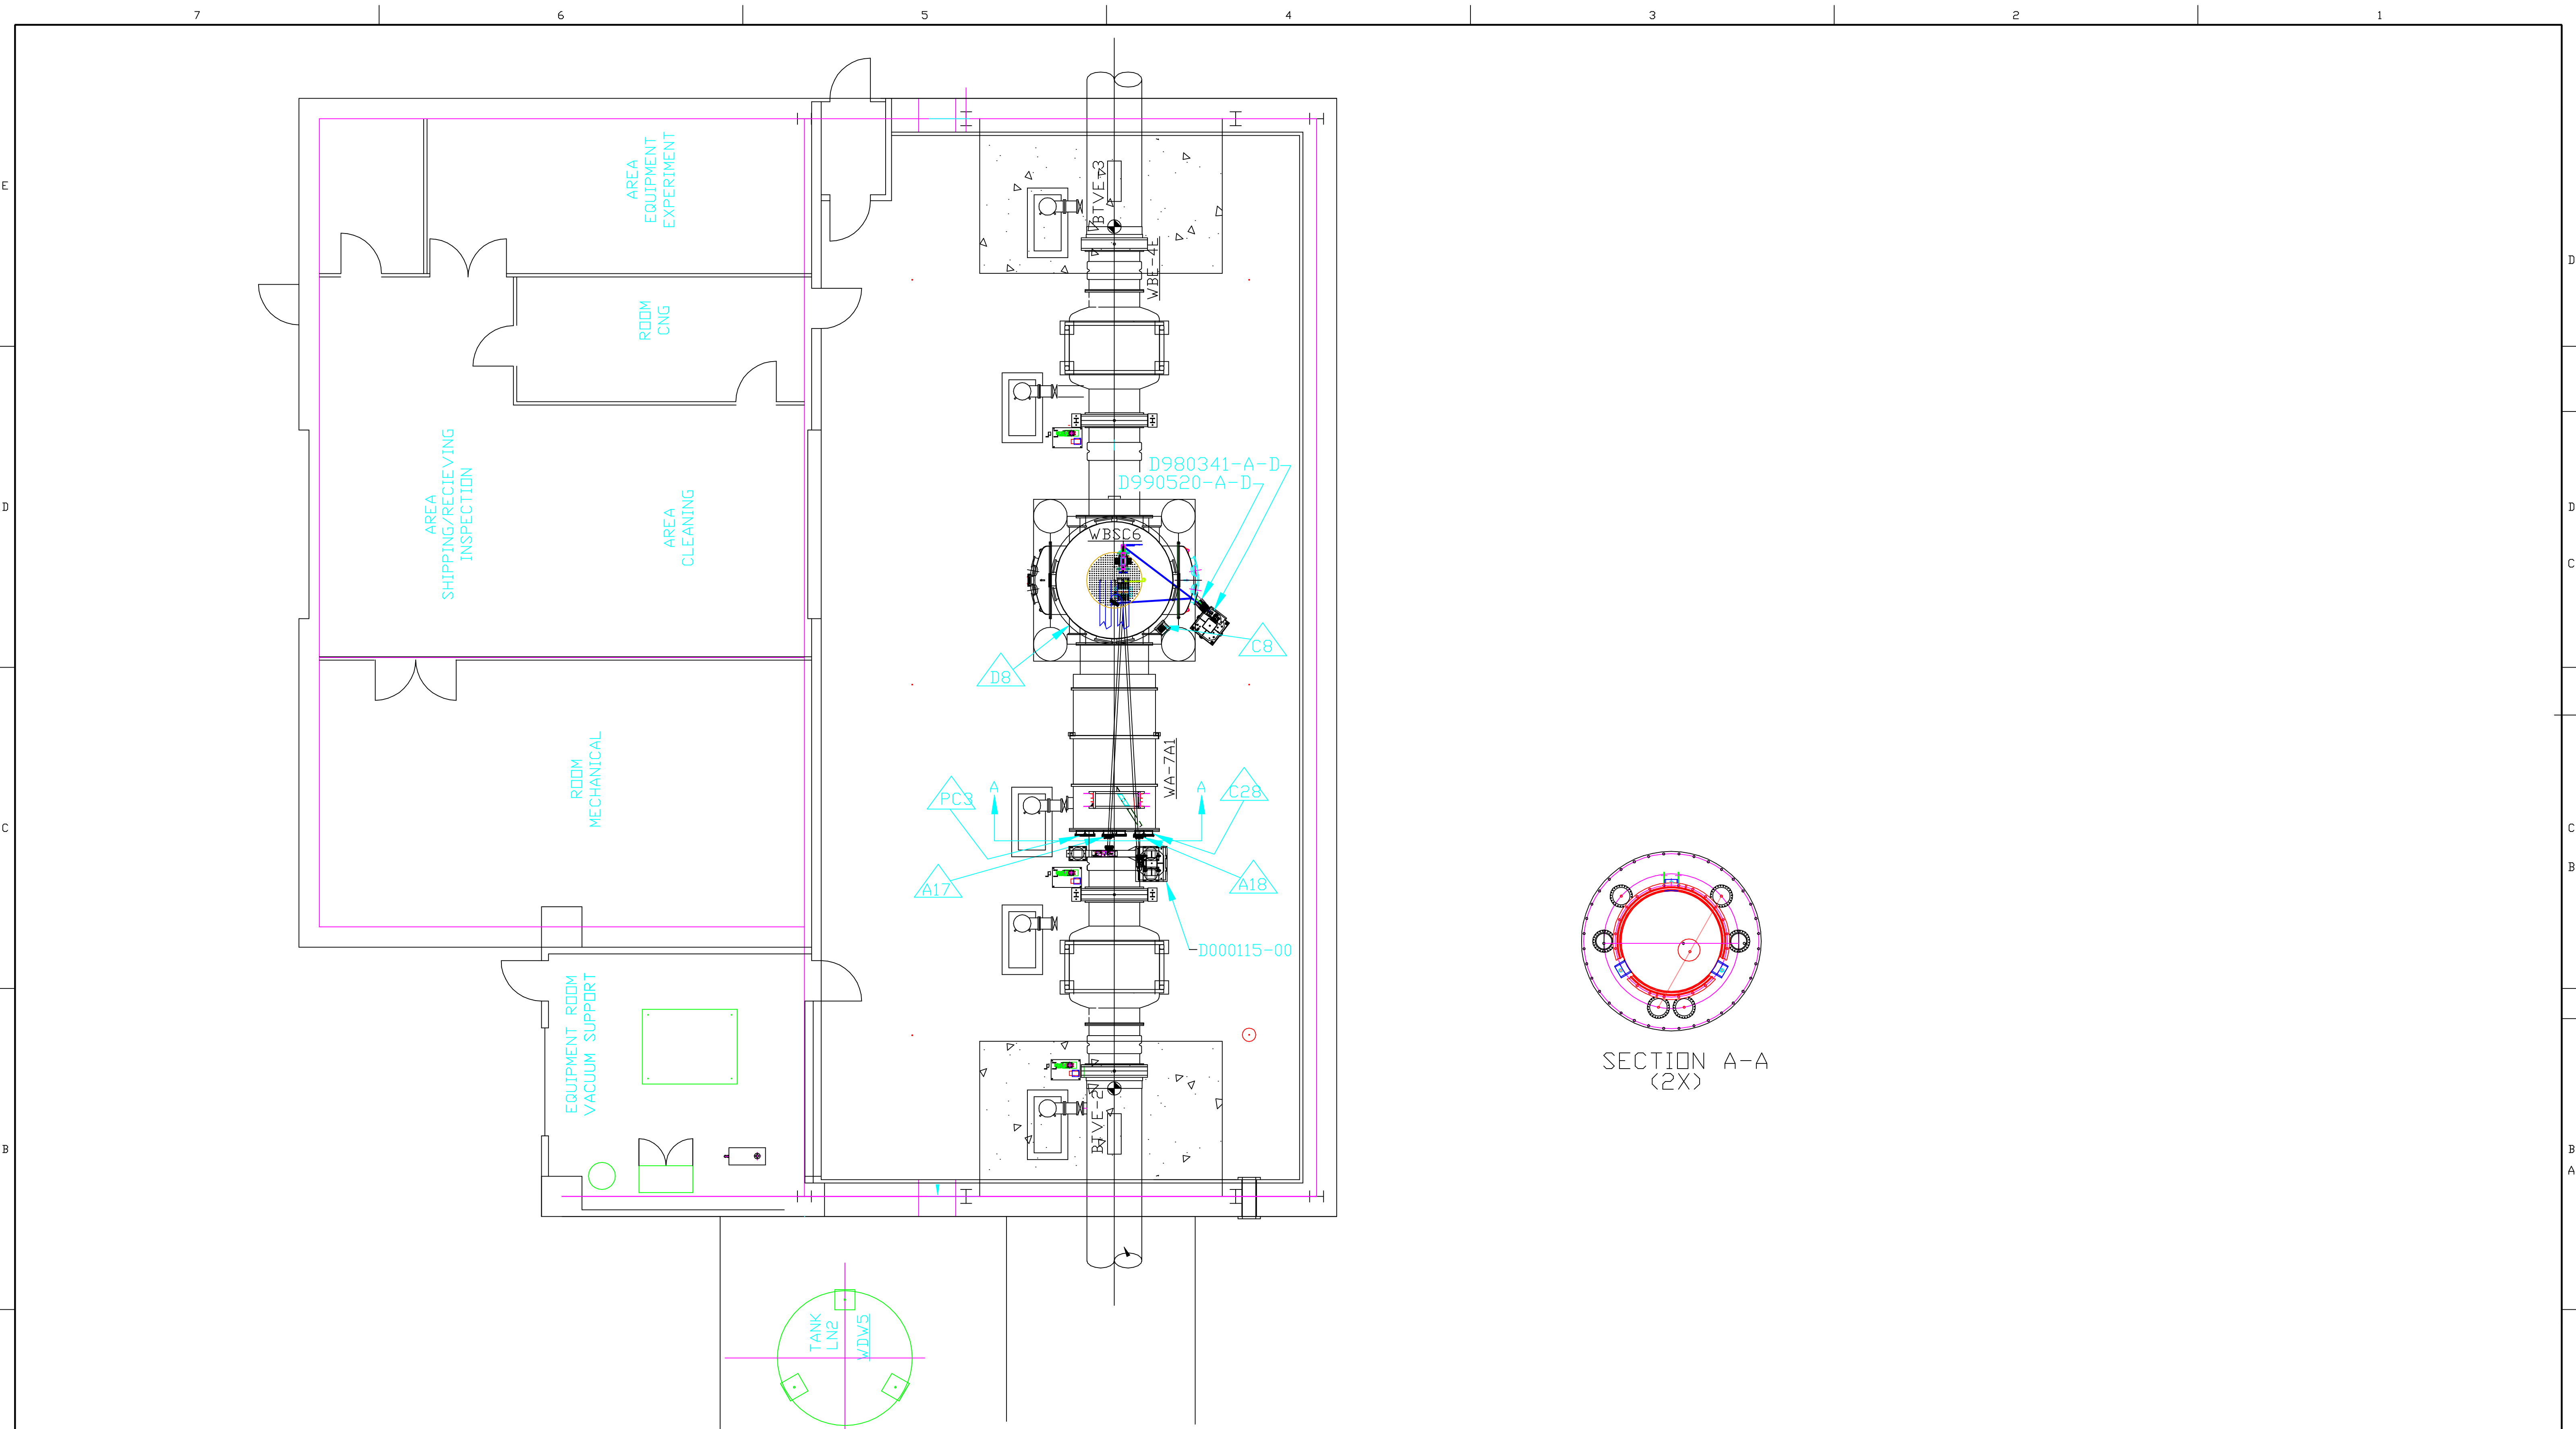 7
6
5
4
3
2
1
E
D
D
C
D
C
B
C
B
B
A
AREA
EQUIPMENT
EXPERIMENT
ROOM
CNG
AREA
SHIPPING/RECIEVING
INSPECTION
AREA
CLEANING
ROOM
MECHANICAL
EQUIPMENT ROOM
VACUUM SUPPORT
TANK
LN2
WDW5
BTVE-3
WBE-4E
D980341-A-D
D990520-A-D
WBSC6
C8
D8
WA-7A1
PC3
A
A
C28
A17
A18
D000115-00
BTVE-2
SECTION A-A
(2X)